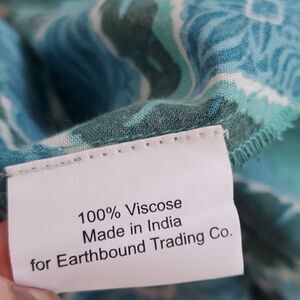 100% Viscose
Made in India
for Earthbound Trading Co.